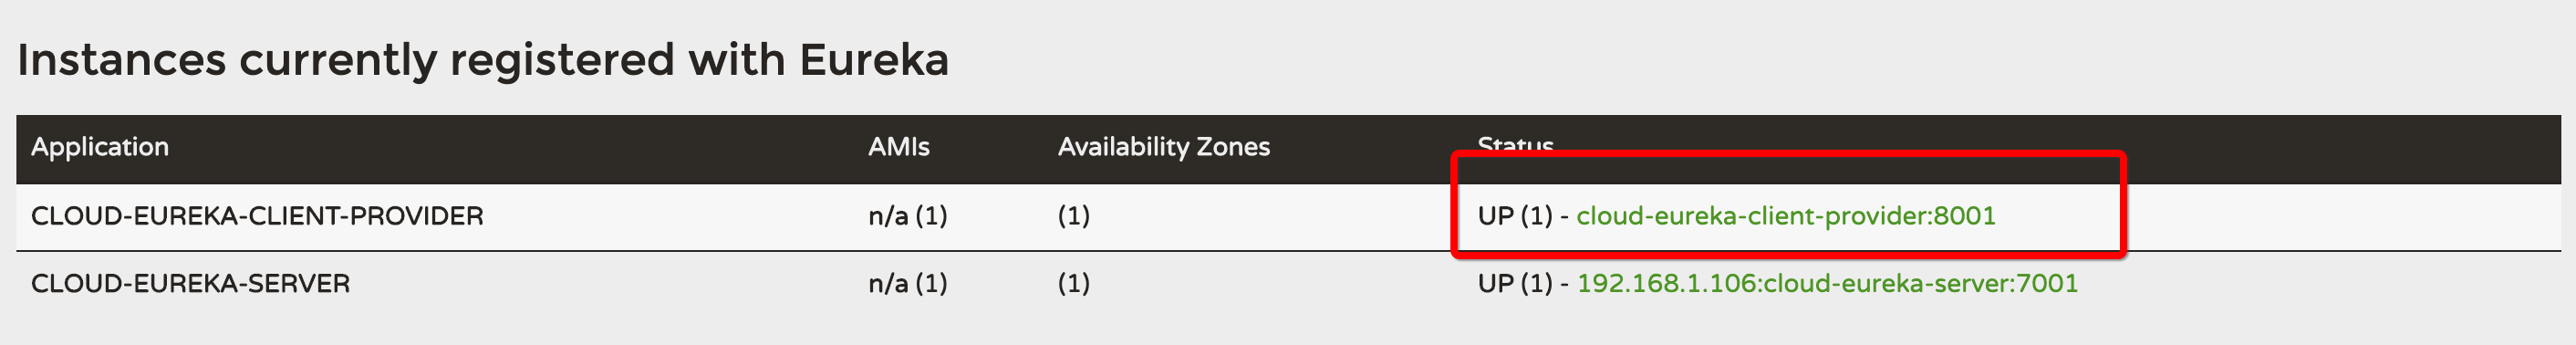 Instances currently registered with Eureka
Application AMIs Availability Zones Status
CLOUD-EUREKA-CLIENT-PROVIDER n/a (1) (1) UP (1) - cloud-eureka-client-provider:8001
CLOUD-EUREKA-SERVER n/a (1) (1) UP (1) - 192.168.1.106:cloud-eureka-server:7001